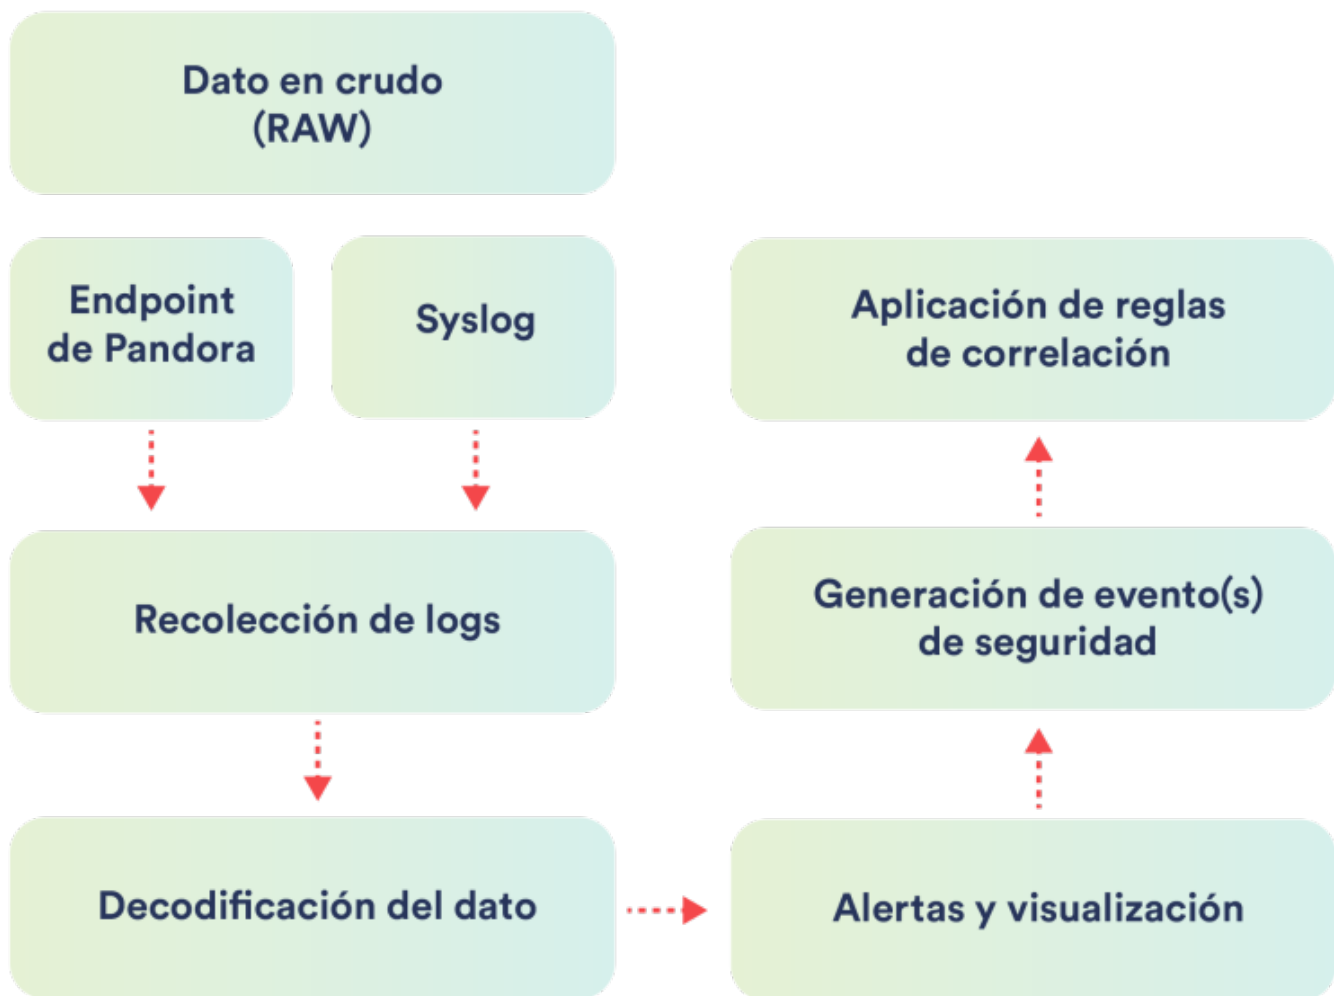 Dato en crudo
(RAW)
Endpoint
de Pandora
Syslog
Recolección de logs
Decodificación del dato
Alertas y visualización
Generación de evento(s)
de seguridad
Aplicación de reglas
de correlación